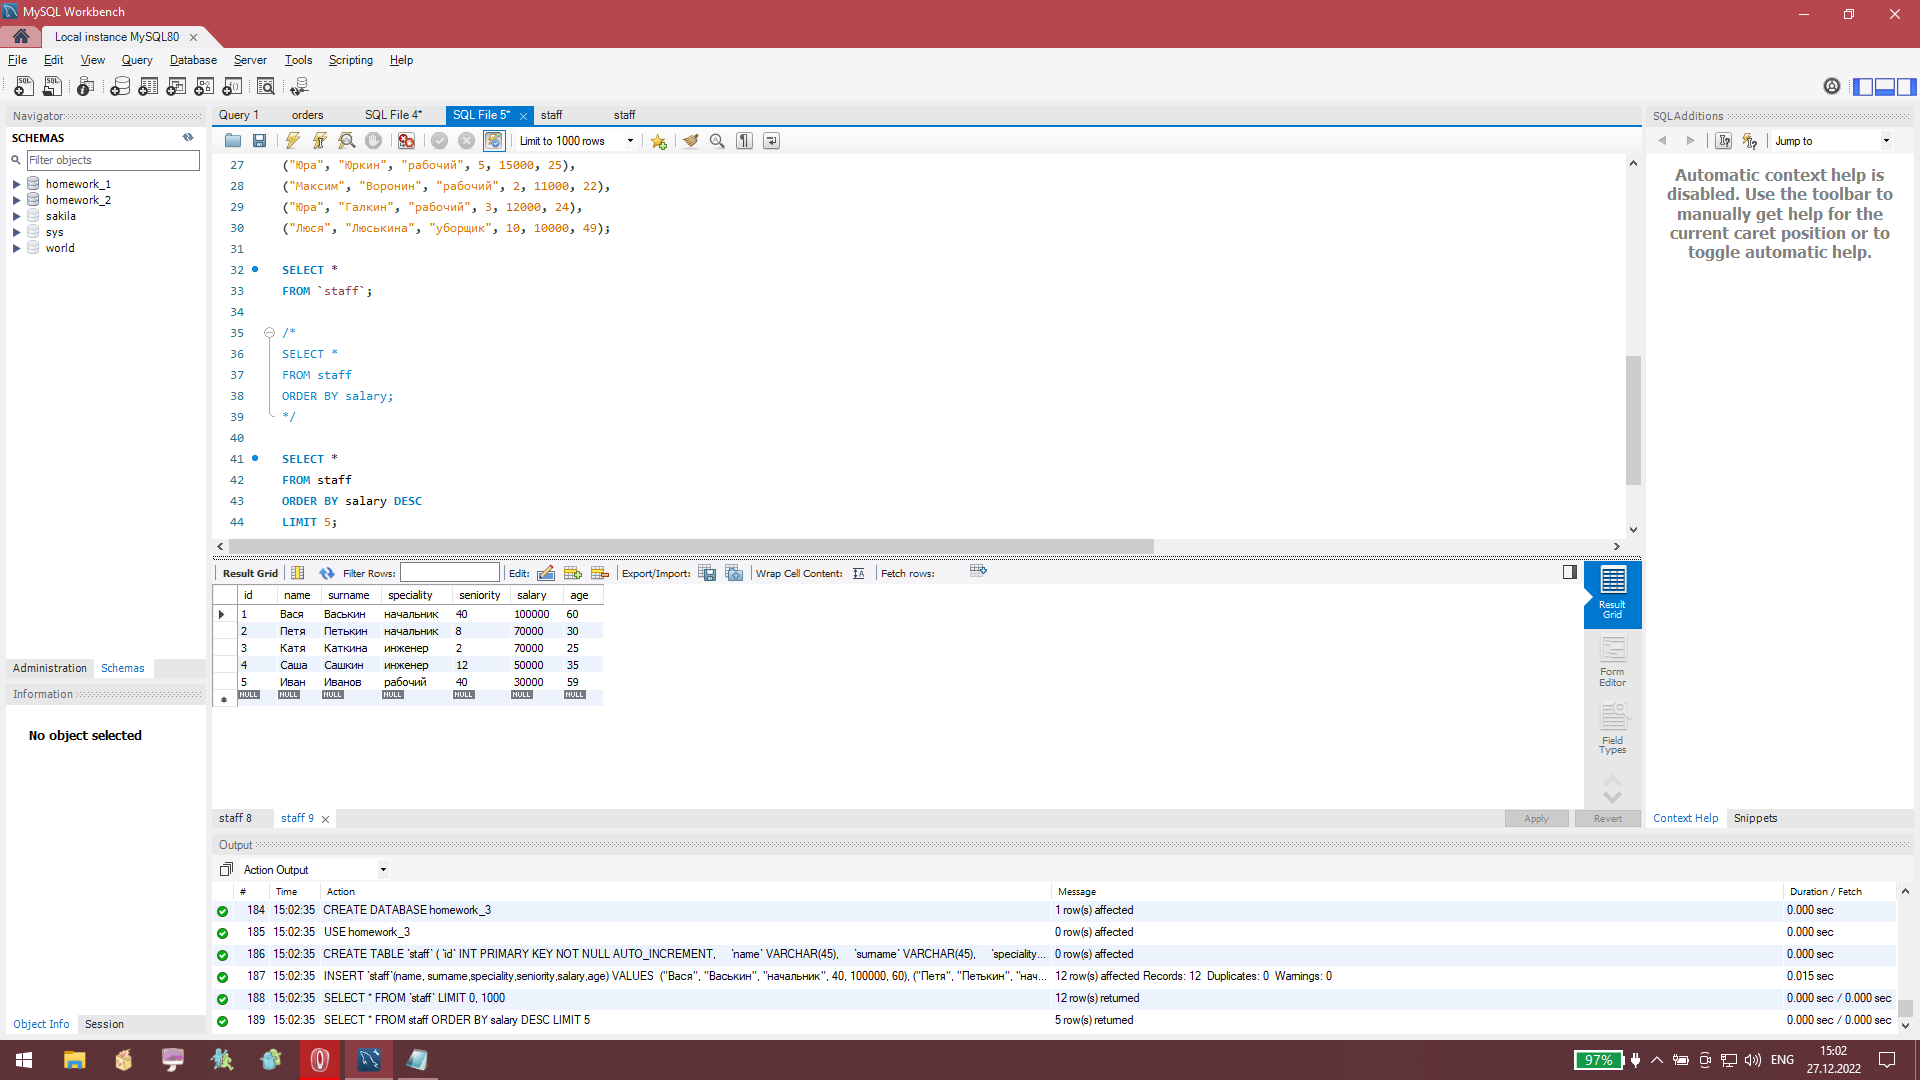 MySQL Workbench
Local instance MySQL80
File Edit View Query Database Server Tools Scripting Help
Navigator
SCHEMAS
Filter objects
homework_1
homework_2
sakila
sys
world
Administration Schemas
Information
No object selected
Object Info Session
Query 1 orders SQL File 4* SQL File 5* staff staff
Limit to 1000 rows
27 ("Юра", "Юркин", "рабочий", 5, 15000, 25),
28 ("Максим", "Воронин", "рабочий", 2, 11000, 22),
29 ("Юра", "Галкин", "рабочий", 3, 12000, 24),
30 ("Люся", "Люськина", "уборщик", 10, 10000, 49);
31
32 SELECT *
33 FROM `staff`;
34
35 /*
36 SELECT *
37 FROM staff
38 ORDER BY salary;
39 */
40
41 SELECT *
42 FROM staff
43 ORDER BY salary DESC
44 LIMIT 5;
Result Grid Filter Rows: Edit: Export/Import: Wrap Cell Content: Fetch rows:
id name surname speciality seniority salary age
1 Вася Васькин начальник 40 100000 60
2 Петя Петькин начальник 8 70000 30
3 Катя Каткина инженер 2 70000 25
4 Саша Сашкин инженер 12 50000 35
5 Иван Иванов рабочий 40 30000 59
NULL NULL NULL NULL NULL NULL NULL
Result
Grid
Form
Editor
Field
Types
staff 8 staff 9
Apply Revert
SQLAdditions
Jump to
Automatic context help is
disabled. Use the toolbar to
manually get help for the
current caret position or to
toggle automatic help.
Context Help Snippets
Output
Action Output
# Time Action Message Duration / Fetch
184 15:02:35 CREATE DATABASE homework_3 1 row(s) affected 0.000 sec
185 15:02:35 USE homework_3 0 row(s) affected 0.000 sec
186 15:02:35 CREATE TABLE `staff` ( `id` INT PRIMARY KEY NOT NULL AUTO_INCREMENT, `name` VARCHAR(45), `surname` VARCHAR(45), `speciality... 0 row(s) affected 0.000 sec
187 15:02:35 INSERT `staff`(name, surname,speciality,seniority,salary,age) VALUES ("Вася", "Васькин", "начальник", 40, 100000, 60), ("Петя", "Петькин", "нач... 12 row(s) affected Records: 12 Duplicates: 0 Warnings: 0 0.015 sec
188 15:02:35 SELECT * FROM `staff` LIMIT 0, 1000 12 row(s) returned 0.000 sec / 0.000 sec
189 15:02:35 SELECT * FROM staff ORDER BY salary DESC LIMIT 5 5 row(s) returned 0.000 sec / 0.000 sec
97% ENG 15:02
27.12.2022